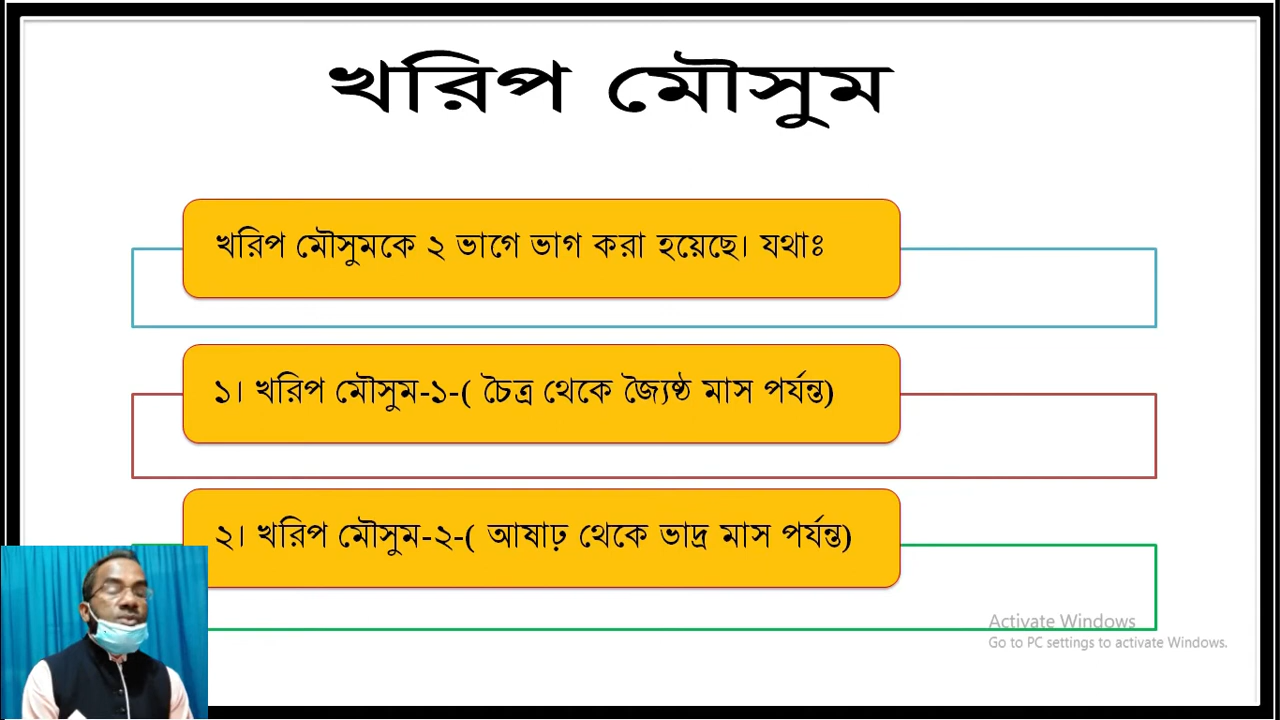 খরিপ মৌসুম
খরিপ মৌসুমকে ২ ভাগে ভাগ করা হয়েছে। যথাঃ
১। খরিপ মৌসুম-১-( চৈত্র থেকে জ্যৈষ্ঠ মাস পর্যন্ত)
২। খরিপ মৌসুম-২-( আষাঢ় থেকে ভাদ্র মাস পর্যন্ত)
Activate Windows
Go to PC settings to activate Windows.